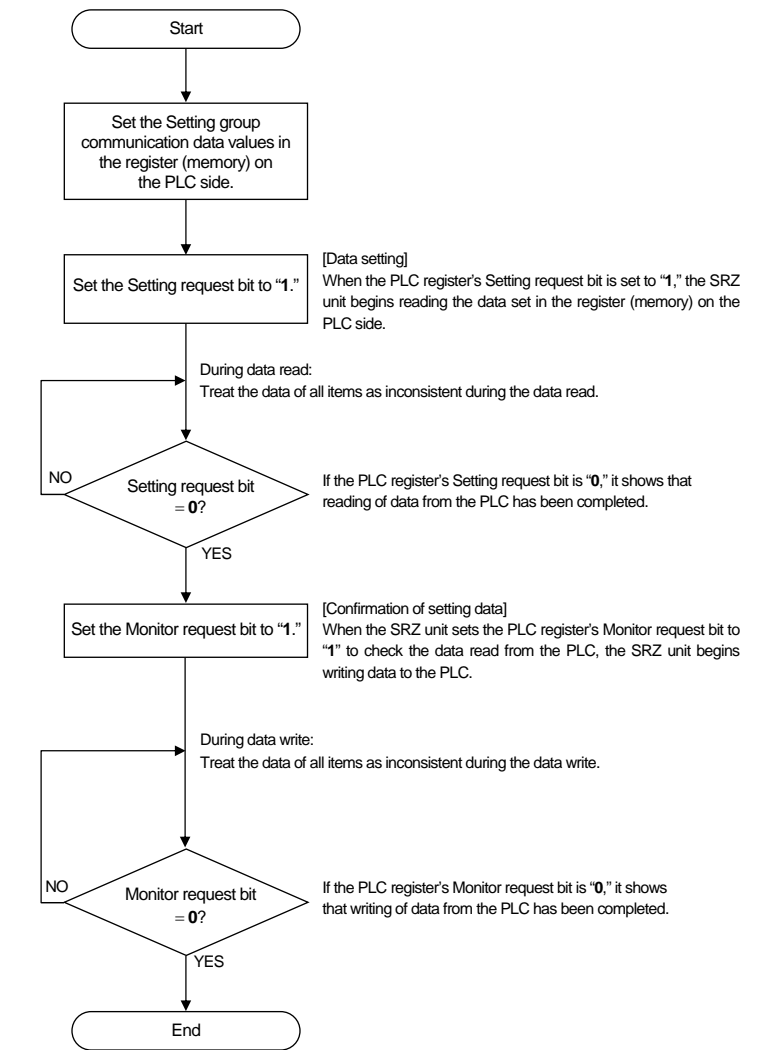 Start
Set the Setting group
communication data values in
the register (memory) on
the PLC side.
Set the Setting request bit to “1.”
[Data setting]
When the PLC register’s Setting request bit is set to “1,” the SRZ
unit begins reading the data set in the register (memory) on the
PLC side.
During data read:
Treat the data of all items as inconsistent during the data read.
NO
Setting request bit
= 0?
If the PLC register’s Setting request bit is “0,” it shows that
reading of data from the PLC has been completed.
YES
Set the Monitor request bit to “1.”
[Confirmation of setting data]
When the SRZ unit sets the PLC register’s Monitor request bit to
“1” to check the data read from the PLC, the SRZ unit begins
writing data to the PLC.
During data write:
Treat the data of all items as inconsistent during the data write.
NO
Monitor request bit
= 0?
If the PLC register’s Monitor request bit is “0,” it shows
that writing of data from the PLC has been completed.
YES
End